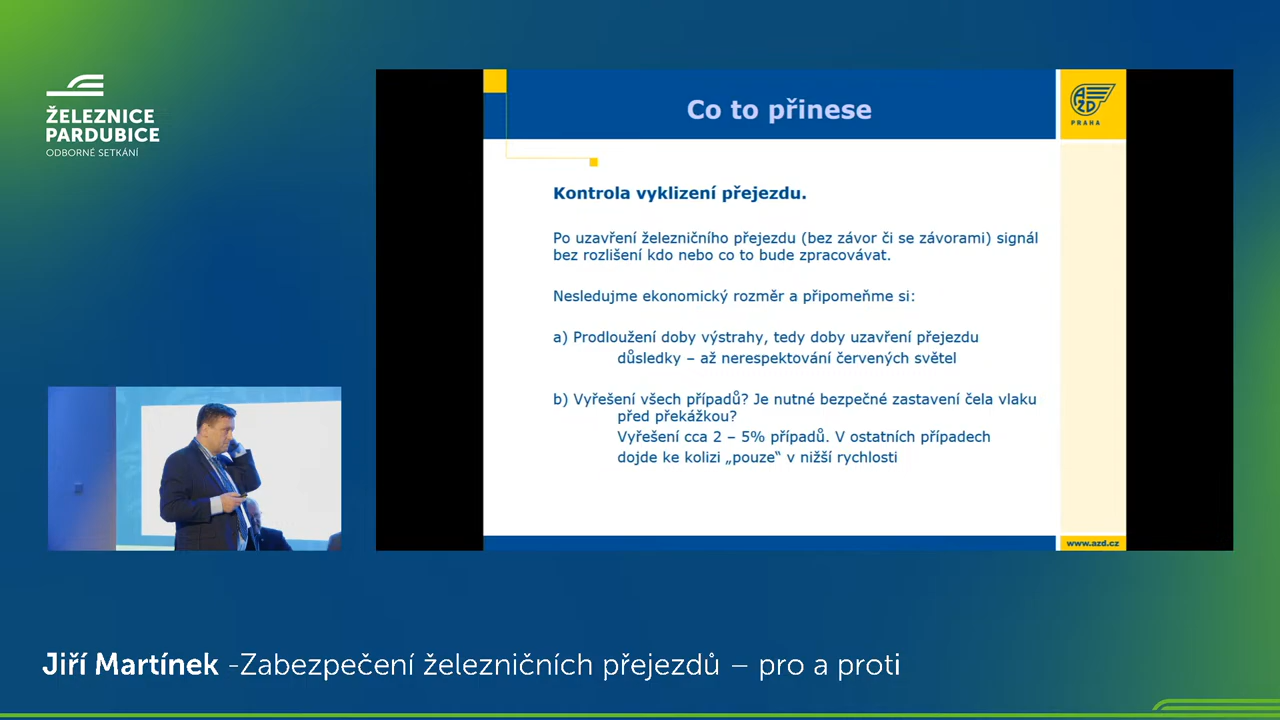 ŽELEZNICE
PARDUBICE
ODBORNÉ SETKÁNÍ
Co to přinese
AŽD
PRAHA
Kontrola vyklizení přejezdu.
Po uzavření železničního přejezdu (bez závor či se závorami) signál
bez rozlišení kdo nebo co to bude zpracovávat.
Nesledujme ekonomický rozměr a připomeňme si:
a) Prodloužení doby výstrahy, tedy doby uzavření přejezdu
důsledky – až nerespektování červených světel
b) Vyřešení všech případů? Je nutné bezpečné zastavení čela vlaku
před překážkou?
Vyřešení cca 2 – 5% případů. V ostatních případech
dojde ke kolizi „pouze“ v nižší rychlosti
www.azd.cz
Jiří Martínek -Zabezpečení železničních přejezdů – pro a proti